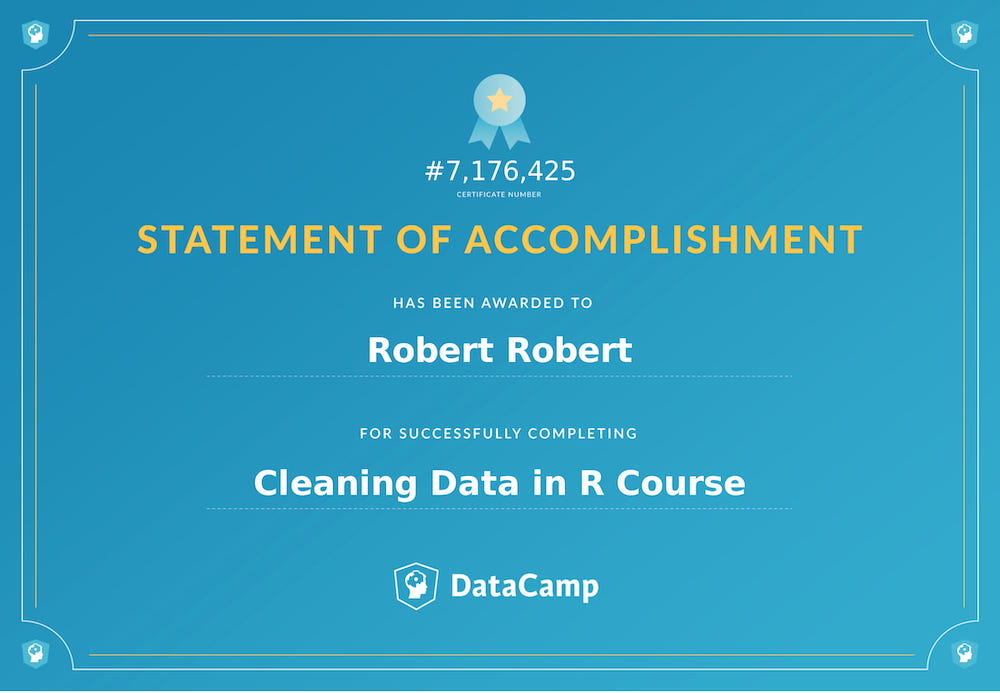 #7,176,425
CERTIFICATE NUMBER
STATEMENT OF ACCOMPLISHMENT
HAS BEEN AWARDED TO
Robert Robert
FOR SUCCESSFULLY COMPLETING
Cleaning Data in R Course
DataCamp